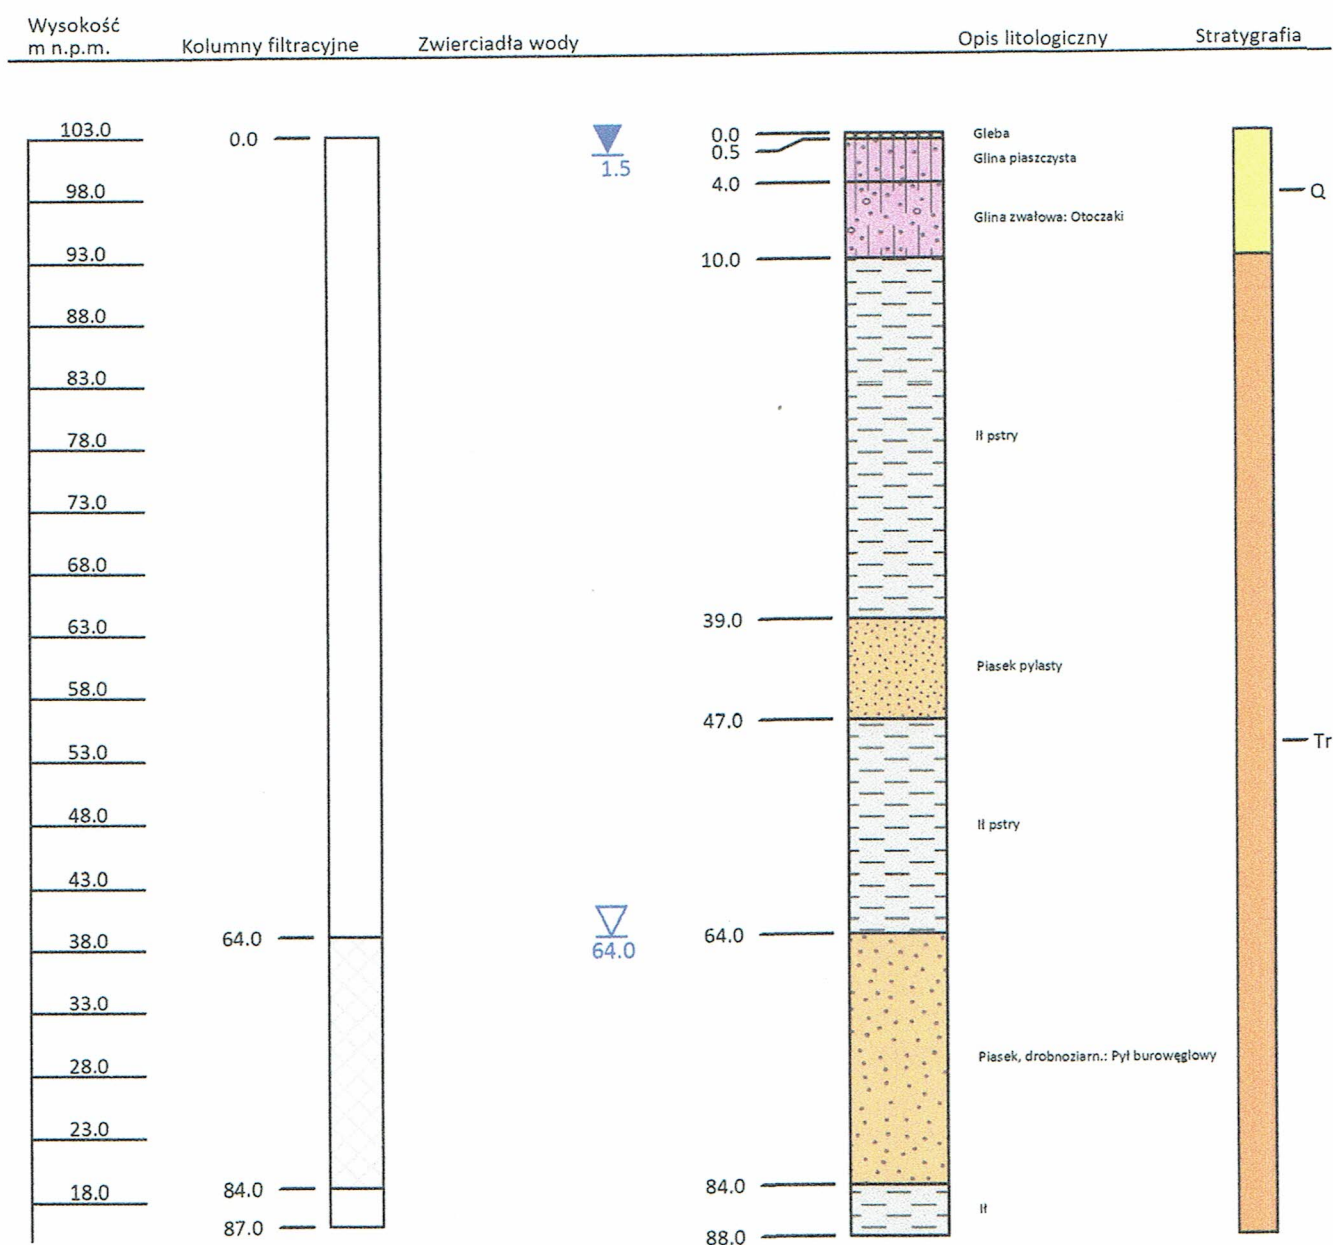 Wysokość
m n.p.m.
Kolumny filtracyjne
Zwierciadła wody
Opis litologiczny
Stratygrafia
103.0
98.0
93.0
88.0
83.0
78.0
73.0
68.0
63.0
58.0
53.0
48.0
43.0
38.0
33.0
28.0
23.0
18.0
0.0
64.0
84.0
87.0
1.5
64.0
0.0
0.5
4.0
10.0
39.0
47.0
64.0
84.0
88.0
Gleba
Glina piaszczysta
Glina zwałowa: Otoczaki
Ił pstry
Piasek pylasty
Ił pstry
Piasek, drobnoziarn.: Pył burowęglowy
Ił
Q
Tr